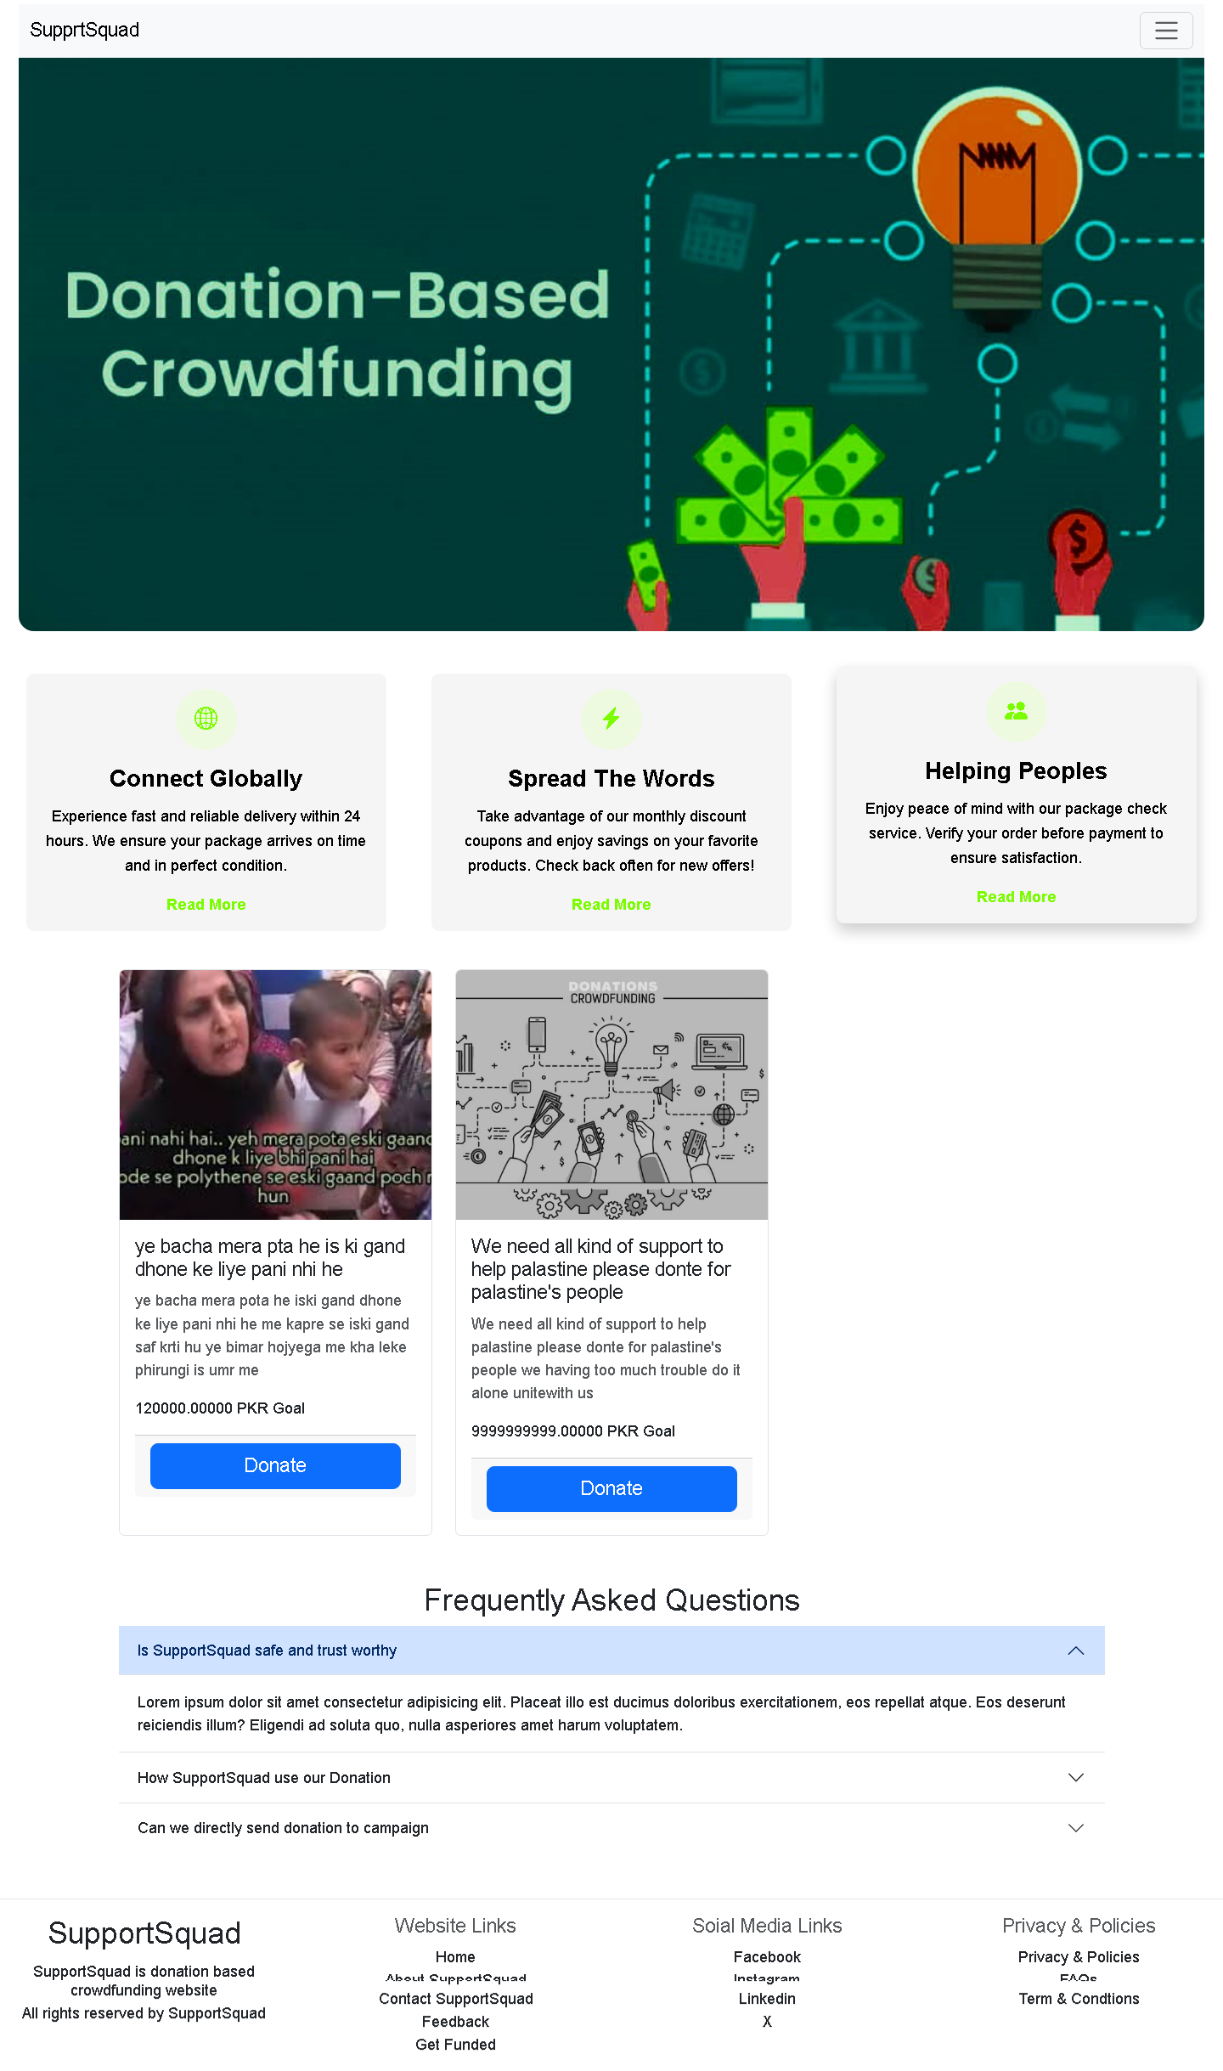 SupprtSquad
Donation-Based
Crowdfunding
Connect Globally
Experience fast and reliable delivery within 24
hours. We ensure your package arrives on time
and in perfect condition.
Read More
Spread The Words
Take advantage of our monthly discount
coupons and enjoy savings on your favorite
products. Check back often for new offers!
Read More
Helping Peoples
Enjoy peace of mind with our package check
service. Verify your order before payment to
ensure satisfaction.
Read More
ani nahi hai.. yeh mera pota eski gaand
dhone k liye bhi pani hai
ode se polythene se eski gaand poch
hun
ye bacha mera pta he is ki gand
dhone ke liye pani nhi he
ye bacha mera pota he iski gand dhone
ke liye pani nhi he me kapre se iski gand
saf krti hu ye bimar hojyega me kha leke
phirungi is umr me
120000.00000 PKR Goal
Donate
DONATIONS
CROWDFUNDING
We need all kind of support to
help palastine please donte for
palastine's people
We need all kind of support to help
palastine please donte for palastine's
people we having too much trouble do it
alone unitewith us
9999999999.00000 PKR Goal
Donate
Frequently Asked Questions
Is SupportSquad safe and trust worthy
Lorem ipsum dolor sit amet consectetur adipisicing elit. Placeat illo est ducimus doloribus exercitationem, eos repellat atque. Eos deserunt
reiciendis illum? Eligendi ad soluta quo, nulla asperiores amet harum voluptatem.
How SupportSquad use our Donation
Can we directly send donation to campaign
SupportSquad
SupportSquad is donation based
crowdfunding website
All rights reserved by SupportSquad
Website Links
Home
About SupportSquad
Contact SupportSquad
Feedback
Get Funded
Soial Media Links
Facebook
Instagram
Linkedin
X
Privacy & Policies
Privacy & Policies
FAQs
Term & Condtions